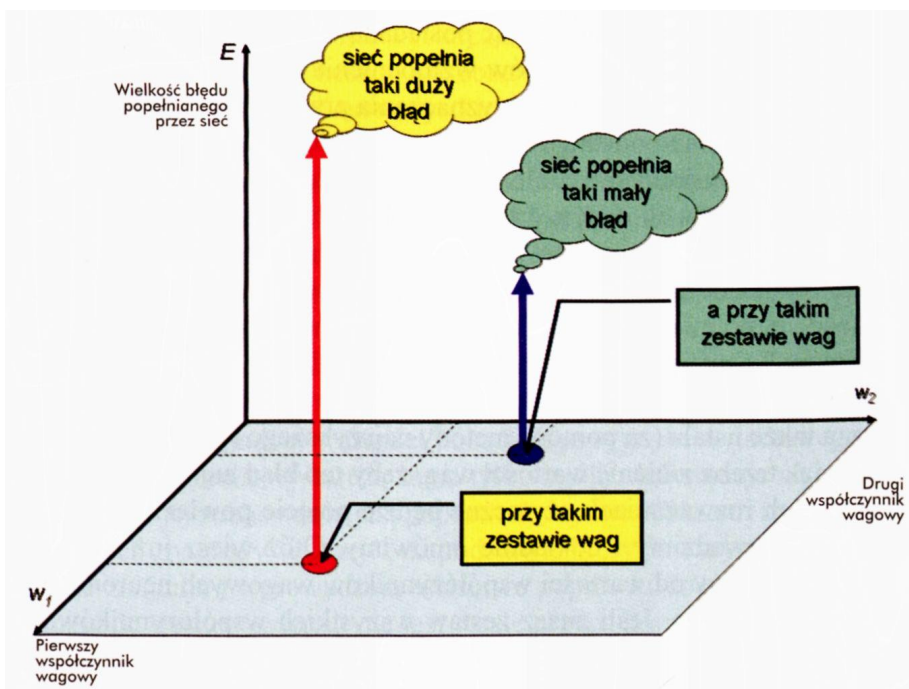 E
Wielkość błędu
popełnianego
przez sieć
sieć popełnia
taki duży
błąd
sieć popełnia
taki mały
błąd
a przy takim
zestawie wag
w2
Drugi
współczynnik
wagowy
przy takim
zestawie wag
w1
Pierwszy
współczynnik
wagowy